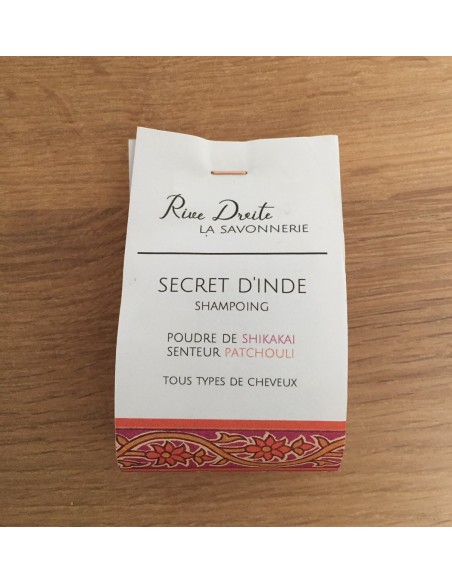 Rive Droite
LA SAVONNERIE
SECRET D'INDE
SHAMPOING
POUDRE DE SHIKAKAI
SENTEUR PATCHOULI
TOUS TYPES DE CHEVEUX